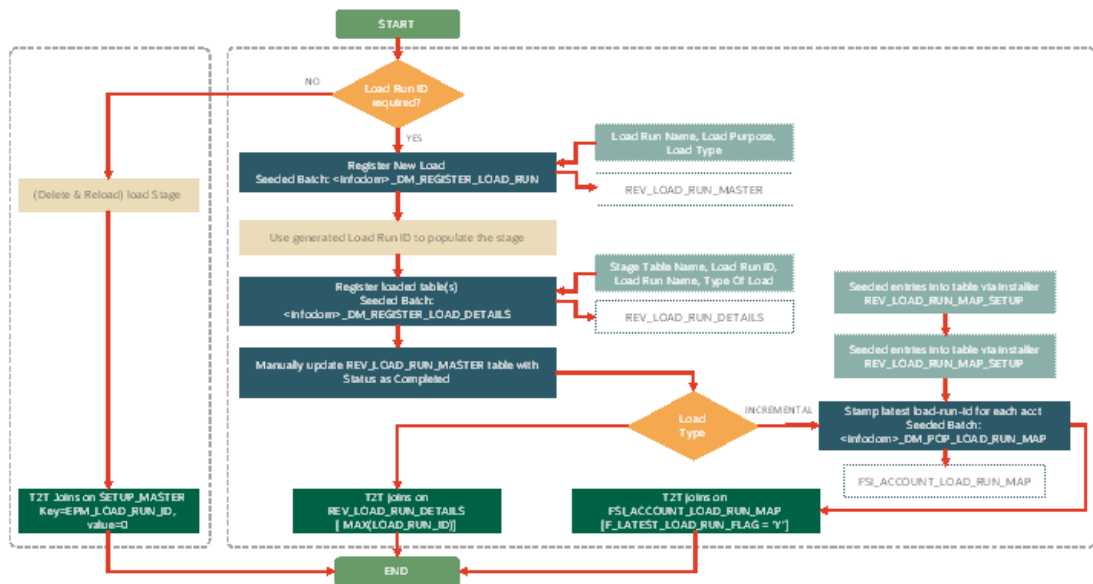 START
NO
Load Run ID
required?
YES
Load Run Name, Load Purpose,
Load Type
Register New Load
Seeded Batch: <infodom>_DM_REGISTER_LOAD_RUN
REV_LOAD_RUN_MASTER
(Delete & Reload) load Stage
Use generated Load Run ID to populate the stage
Stage Table Name, Load Run ID,
Load Run Name, Type Of Load
Register loaded table(s)
Seeded Batch:
<infodom>_DM_REGISTER_LOAD_DETAILS
REV_LOAD_RUN_DETAILS
Seeded entries into table via installer
REV_LOAD_RUN_MAP_SETUP
Seeded entries into table via installer
REV_LOAD_RUN_MAP_SETUP
Manually update REV_LOAD_RUN_MASTER table with
Status as Completed
Load
Type
INCREMENTAL
Stamp latest load-run-id for each acct
Seeded Batch:
<infodom>_DM_POP_LOAD_RUN_MAP
FSI_ACCOUNT_LOAD_RUN_MAP
T2T Joins on SETUP_MASTER
Key=EPM_LOAD_RUN_ID,
value=0
T2T joins on
REV_LOAD_RUN_DETAILS
[ MAX(LOAD_RUN_ID)]
T2T joins on
FSI_ACCOUNT_LOAD_RUN_MAP
[F_LATEST_LOAD_RUN_FLAG = 'Y']
END